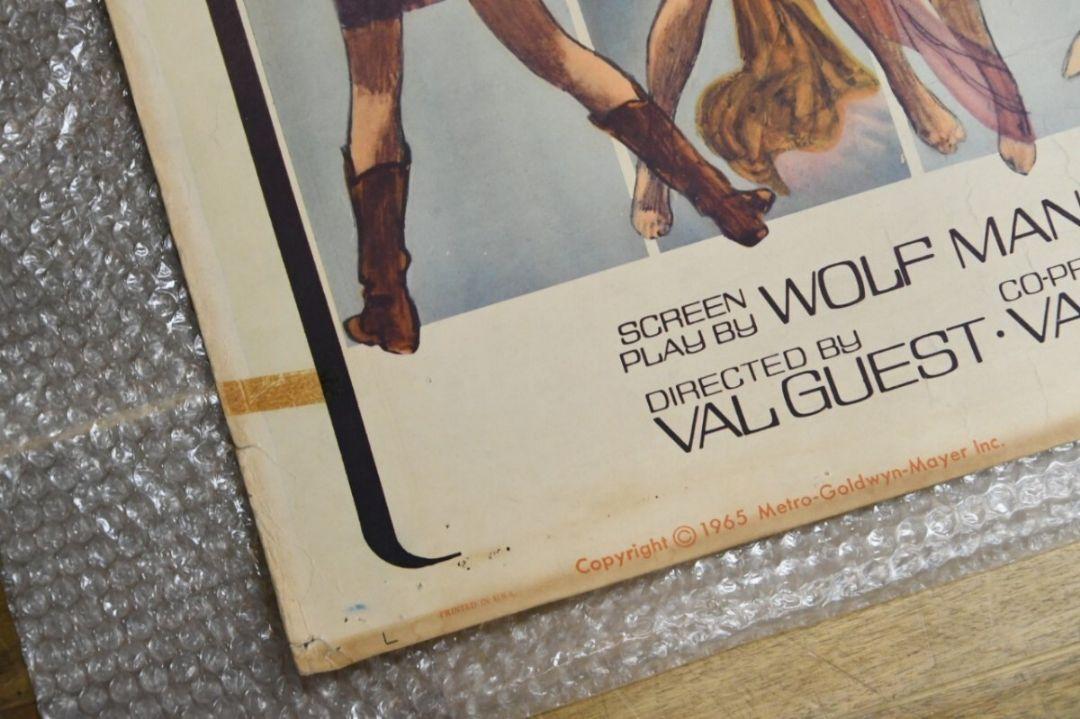 SCREEN PLAY BY WOLF MAN
CO-PR
DIRECTED BY VAL GUEST · VA
Copyright © 1965 Metro-Goldwyn-Mayer Inc.
PRINTED IN U.S.A.
L